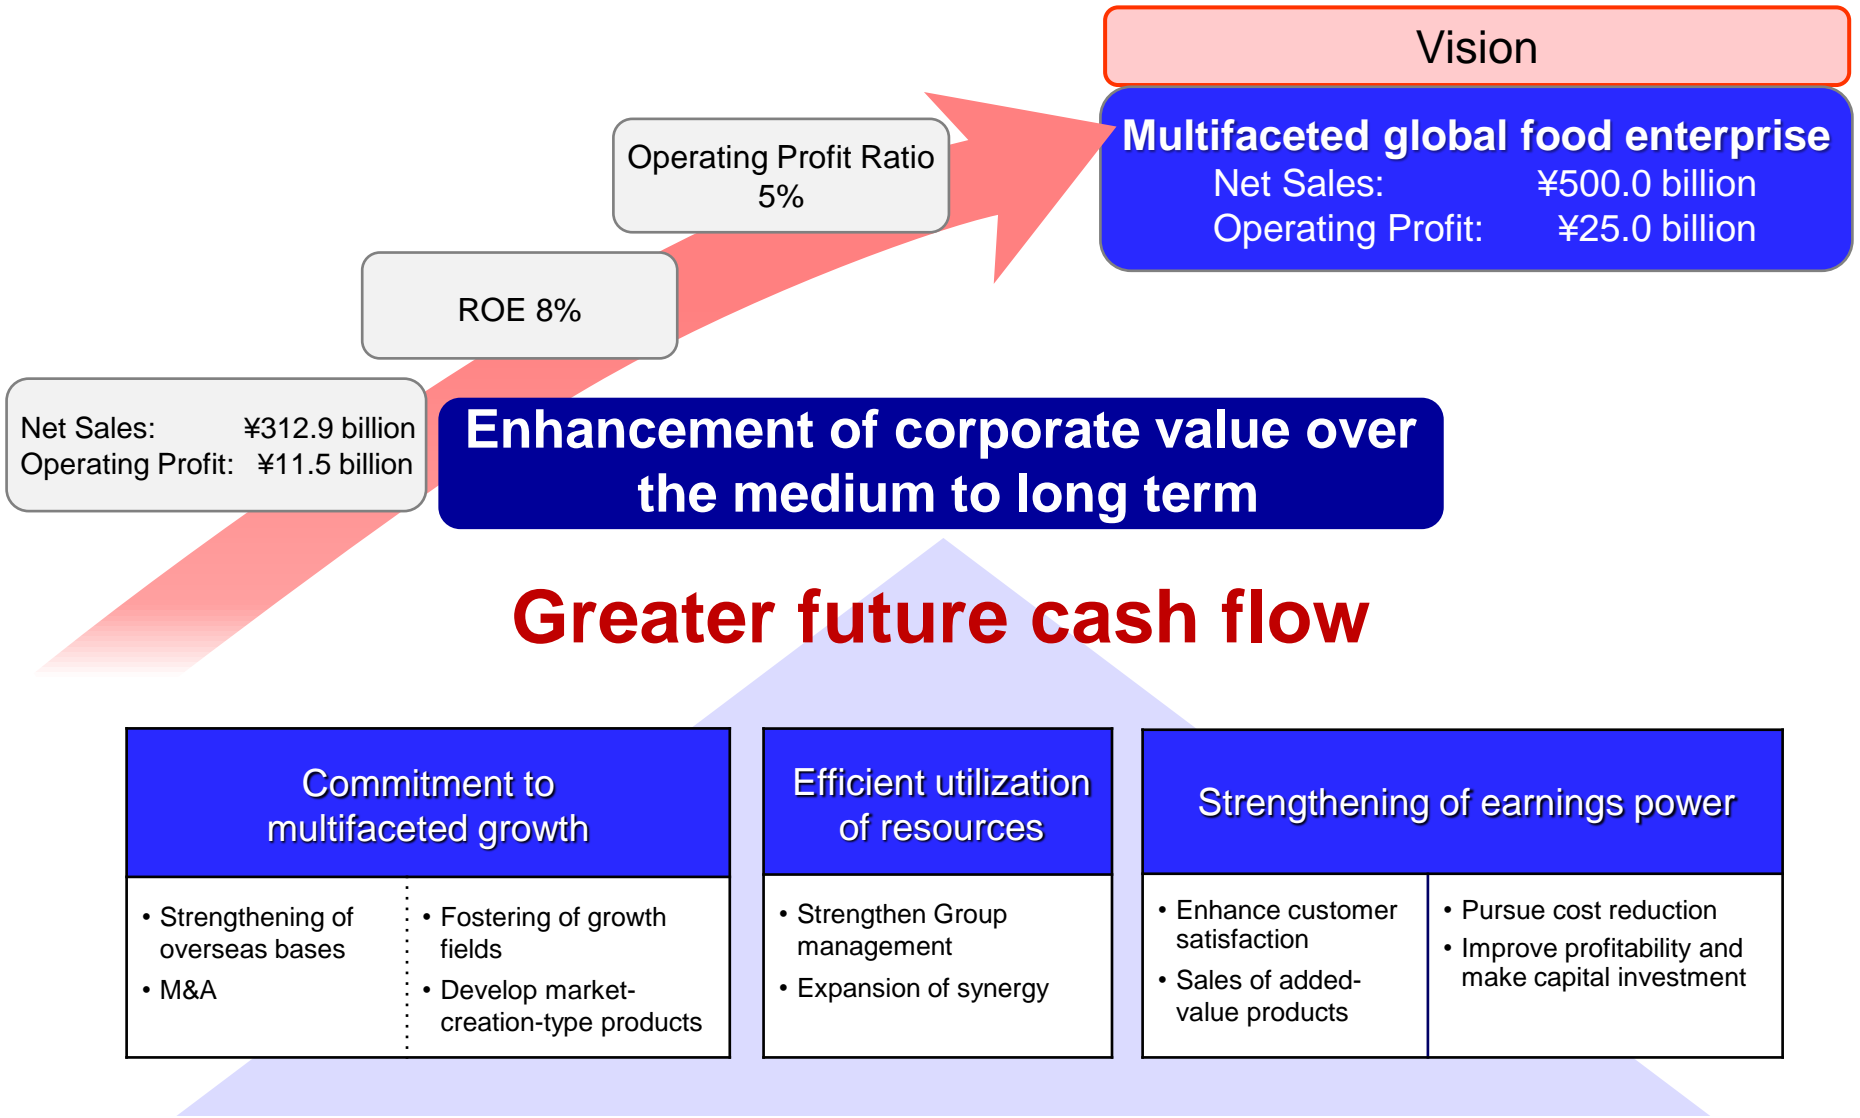 Vision
Multifaceted global food enterprise
Net Sales: ¥500.0 billion
Operating Profit: ¥25.0 billion
Operating Profit Ratio
5%
ROE 8%
Net Sales: ¥312.9 billion
Operating Profit: ¥11.5 billion
Enhancement of corporate value over
the medium to long term
Greater future cash flow
Commitment to
multifaceted growth
• Strengthening of
overseas bases
• M&A
• Fostering of growth
fields
• Develop market-
creation-type products
Efficient utilization
of resources
• Strengthen Group
management
• Expansion of synergy
Strengthening of earnings power
• Enhance customer
satisfaction
• Sales of added-
value products
• Pursue cost reduction
• Improve profitability and
make capital investment